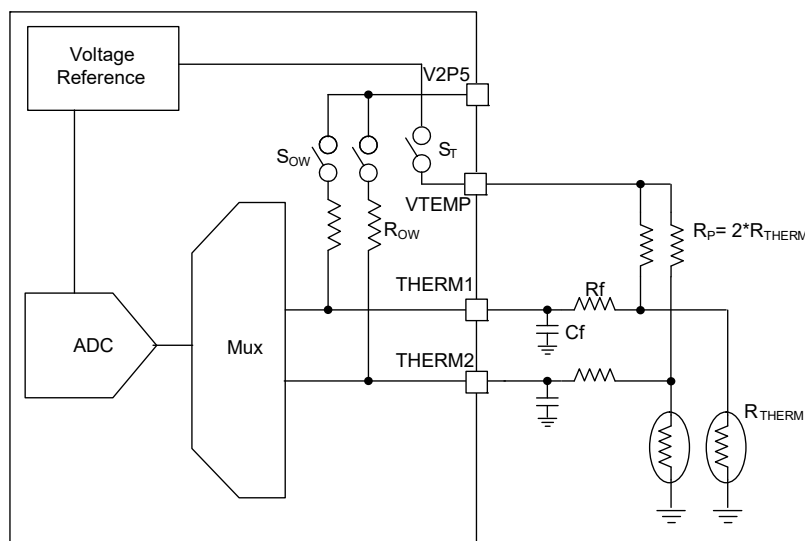 Voltage
Reference
V2P5
SOW
ST
VTEMP
ROW
RP= 2*RTHERM
THERM1
Rf
Cf
ADC
Mux
THERM2
RTHERM